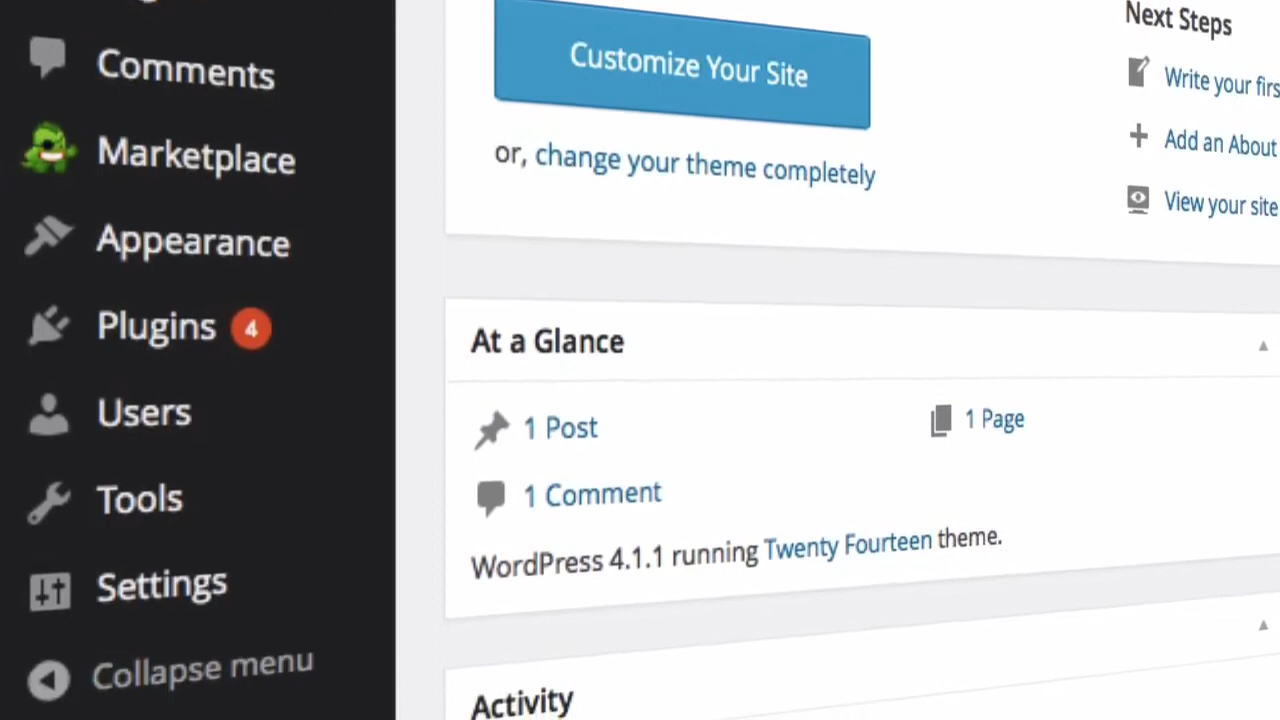 Comments
Marketplace
Appearance
Plugins 4
Users
Tools
Settings
Collapse menu
Customize Your Site
or, change your theme completely
Next Steps
Write your firs
Add an About
View your site
At a Glance
1 Post
1 Page
1 Comment
WordPress 4.1.1 running Twenty Fourteen theme.
Activity